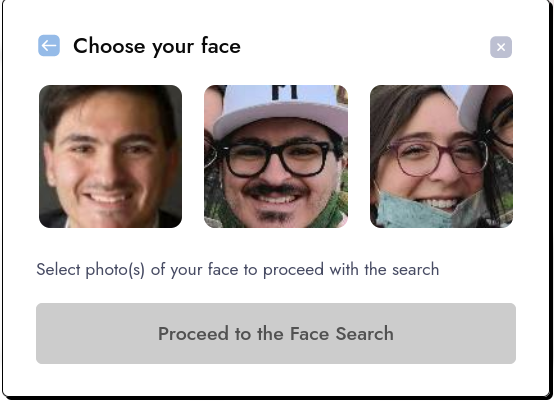 Choose your face
Select photo(s) of your face to proceed with the search
Proceed to the Face Search